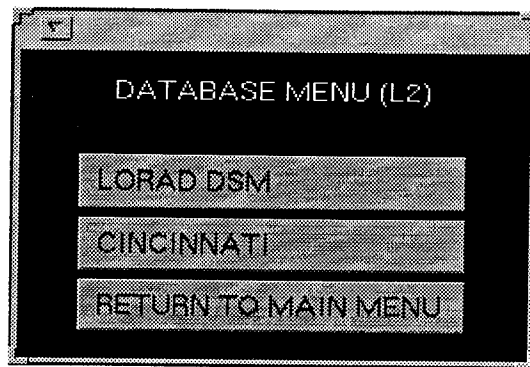 DATABASE MENU (L2)
LORAD DSM
CINCINNATI
RETURN TO MAIN MENU